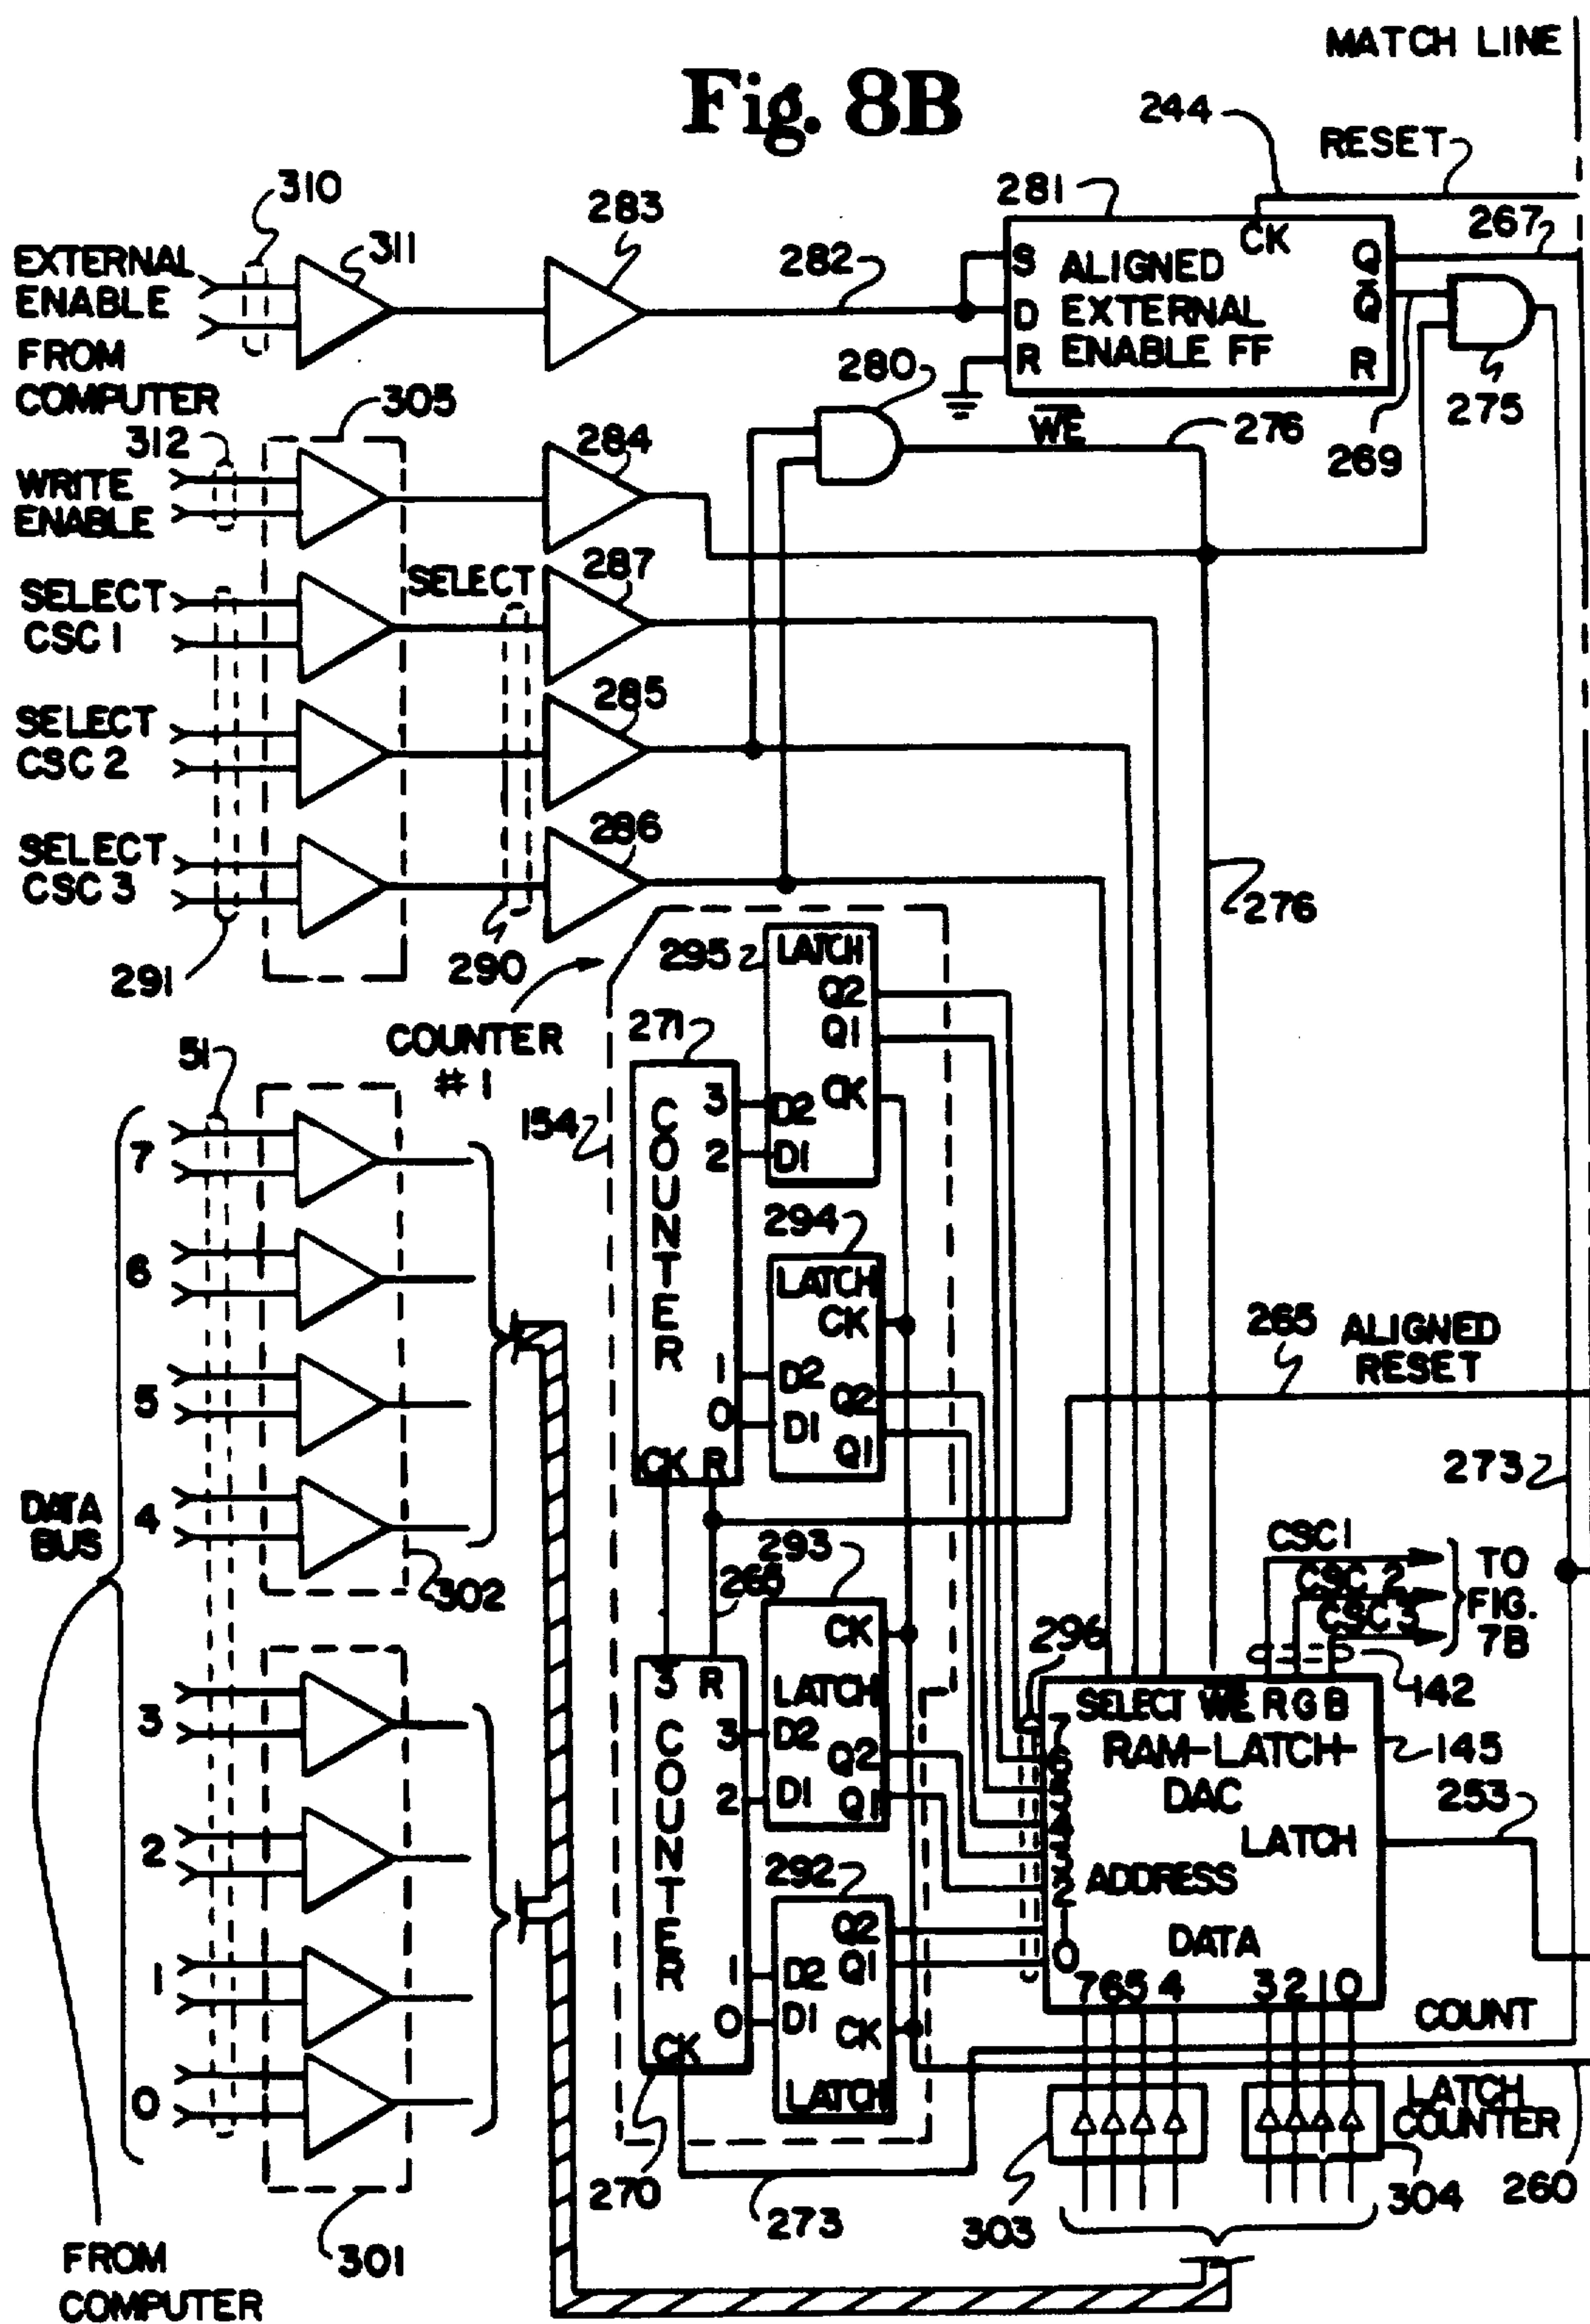 MATCH LINE
Fig. 8B
244
RESET
310
283
281
267
EXTERNAL
ENABLE
FROM
COMPUTER
311
282
CK
S
D
R
ALIGNED
EXTERNAL
ENABLE FF
Q
Q̅
R
280
275
269
305
312
W̅E̅
276
284
WRITE
ENABLE
SELECT
CSC 1
SELECT
287
SELECT
CSC 2
285
SELECT
CSC 3
286
276
291
290
295
LATCH
Q2
Q1
CK
D2
D1
COUNTER
# 1
271
COUNTER
3
2
1
0
CK R
51
154
7
6
5
4
294
LATCH
CK
D2
Q2
D1
Q1
265 ALIGNED
RESET
273
DATA
BUS
302
293
265
CSC 1
CSC 2
CSC 3
TO
FIG.
7B
3
2
1
0
3 R
COUNTER
3
2
1
0
CK
CK
LATCH
D2
Q2
D1
Q1
296
142
SELECT W̅E̅ R G B
RAM-LATCH-
DAC
145
LATCH
253
7
6
5
4
3
2
1
0
ADDRESS
DATA
7 6 5 4 3 2 1 0
292
Q2
D2 Q1
D1 CK
LATCH
COUNT
LATCH
COUNTER
270
273
303
304
260
301
FROM
COMPUTER